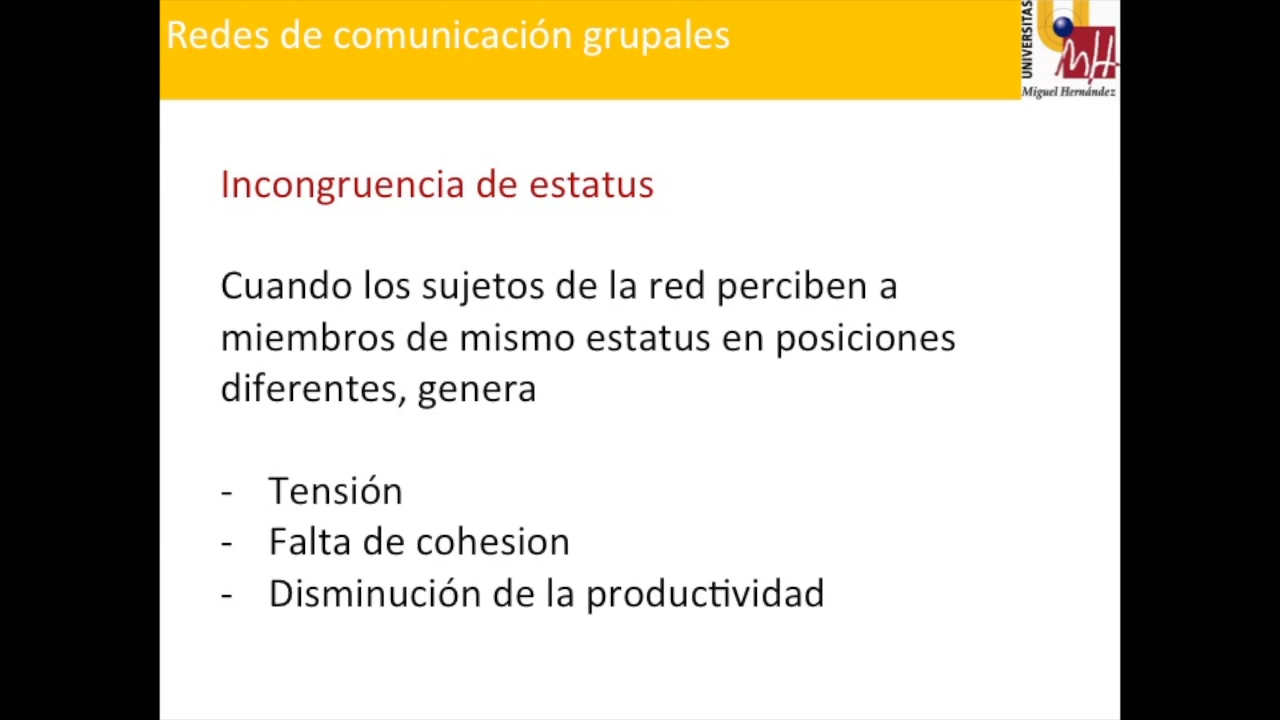 Redes de comunicación grupales
UNIVERSITAS
Miguel Hernández
Incongruencia de estatus
Cuando los sujetos de la red perciben a
miembros de mismo estatus en posiciones
diferentes, genera
- Tensión
- Falta de cohesion
- Disminución de la productividad